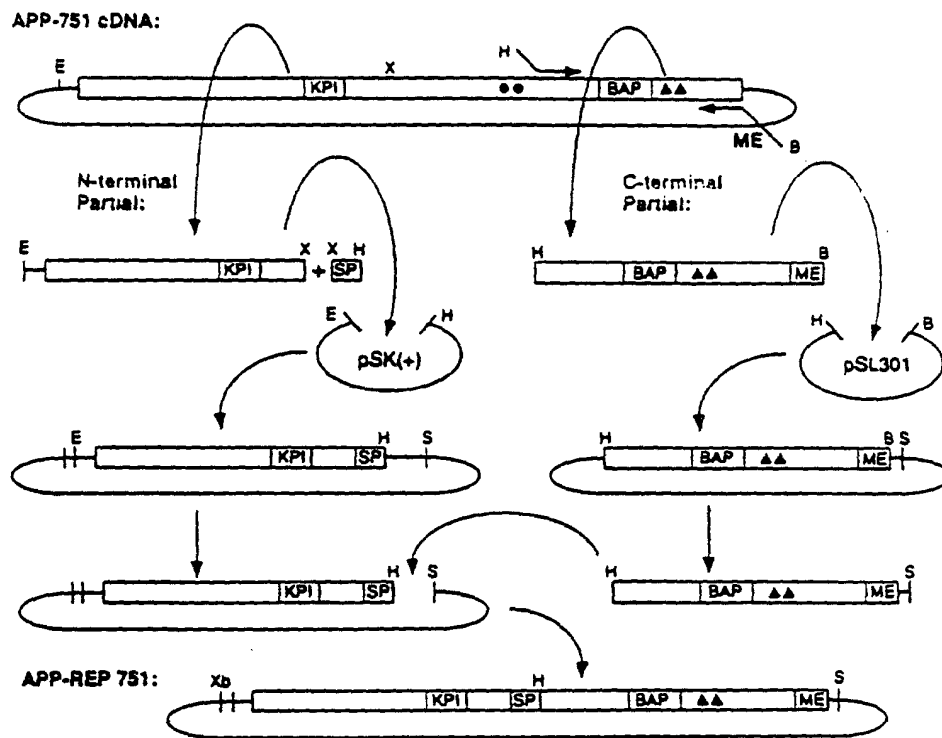 APP-751 cDNA:
H
E
X
KPI
BAP
ME
B
N-terminal
Partial:
C-terminal
Partial:
E
X X H
KPI + SP
H
B
BAP ME
E H
pSK(+)
H B
pSL301
E H S
KPI SP
H B S
BAP ME
H S
KPI SP
H S
BAP ME
APP-REP 751:
Xb H S
KPI SP BAP ME